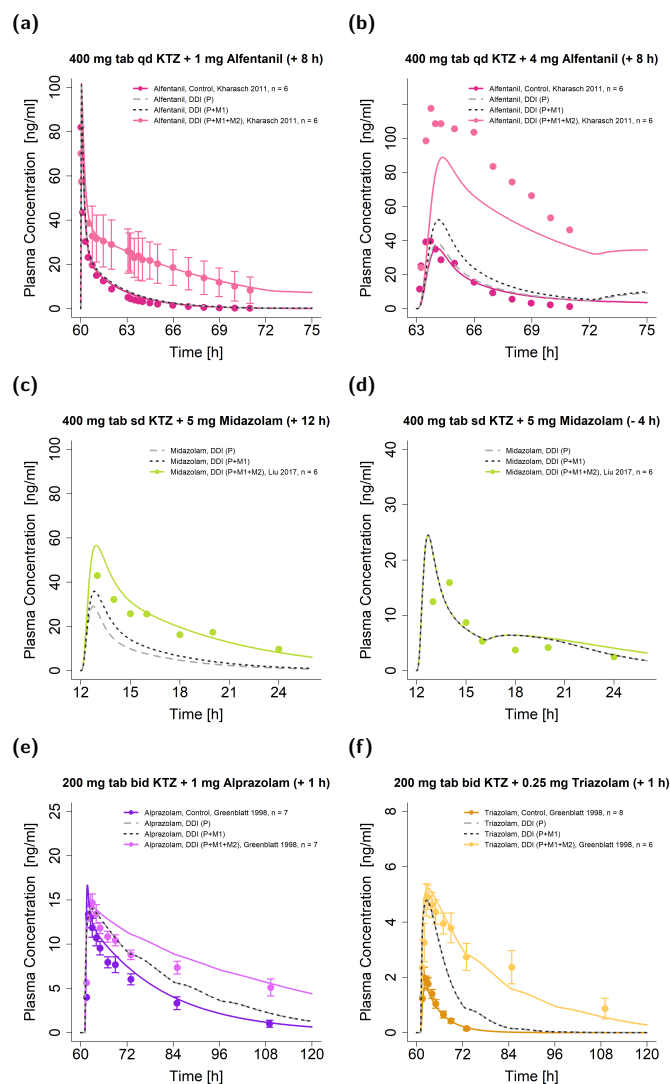 (a)
400 mg tab qd KTZ + 1 mg Alfentanil (+ 8 h)
Alfentanil, Control, Kharasch 2011, n = 6
Alfentanil, DDI (P)
Alfentanil, DDI (P+M1)
Alfentanil, DDI (P+M1+M2), Kharasch 2011, n = 6
Plasma Concentration [ng/ml]
0 20 40 60 80 100
60 63 66 69 72 75
Time [h]
(b)
400 mg tab qd KTZ + 4 mg Alfentanil (+ 8 h)
Alfentanil, Control, Kharasch 2011, n = 6
Alfentanil, DDI (P)
Alfentanil, DDI (P+M1)
Alfentanil, DDI (P+M1+M2), Kharasch 2011, n = 6
Plasma Concentration [ng/ml]
0 20 40 60 80 100
63 66 69 72 75
Time [h]
(c)
400 mg tab sd KTZ + 5 mg Midazolam (+ 12 h)
Midazolam, DDI (P)
Midazolam, DDI (P+M1)
Midazolam, DDI (P+M1+M2), Liu 2017, n = 6
Plasma Concentration [ng/ml]
0 20 40 60 80 100
12 15 18 21 24
Time [h]
(d)
400 mg tab sd KTZ + 5 mg Midazolam (- 4 h)
Midazolam, DDI (P)
Midazolam, DDI (P+M1)
Midazolam, DDI (P+M1+M2), Liu 2017, n = 6
Plasma Concentration [ng/ml]
0 10 20 30 40
12 15 18 21 24
Time [h]
(e)
200 mg tab bid KTZ + 1 mg Alprazolam (+ 1 h)
Alprazolam, Control, Greenblatt 1998, n = 7
Alprazolam, DDI (P)
Alprazolam, DDI (P+M1)
Alprazolam, DDI (P+M1+M2), Greenblatt 1998, n = 7
Plasma Concentration [ng/ml]
0 5 10 15 20 25
60 72 84 96 108 120
Time [h]
(f)
200 mg tab bid KTZ + 0.25 mg Triazolam (+ 1 h)
Triazolam, Control, Greenblatt 1998, n = 8
Triazolam, DDI (P)
Triazolam, DDI (P+M1)
Triazolam, DDI (P+M1+M2), Greenblatt 1998, n = 6
Plasma Concentration [ng/ml]
0 2 4 6 8
60 72 84 96 108 120
Time [h]